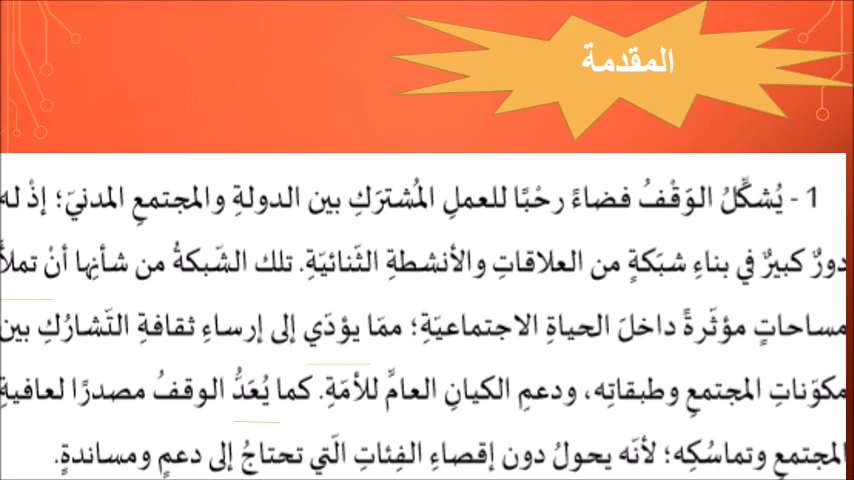 المقدمة
1 - يُشكِّلُ الوَقْفُ فضاءً رحْبًا للعملِ المُشترَكِ بين الدولةِ والمجتمعِ المدنيّ؛ إذْ له
دورٌ كبيرٌ في بناءِ شبَكةٍ من العلاقاتِ والأنشطةِ الثّنائيّةِ. تلك الشّبكةُ من شأنِها أنْ تملأَ
مساحاتٍ مؤثّرةً داخلَ الحياةِ الاجتماعيّةِ؛ ممّا يؤدّي إلى إرساءِ ثقافةِ التّشارُكِ بين
مكوّناتِ المجتمعِ وطبقاتِه، ودعمِ الكيانِ العامِّ للأمّةِ. كما يُعَدُّ الوقفُ مصدرًا لعافيةِ
المجتمعِ وتماسُكِه؛ لأنّه يحولُ دون إقصاءِ الفِئاتِ الّتي تحتاجُ إلى دعمٍ ومساندةٍ.